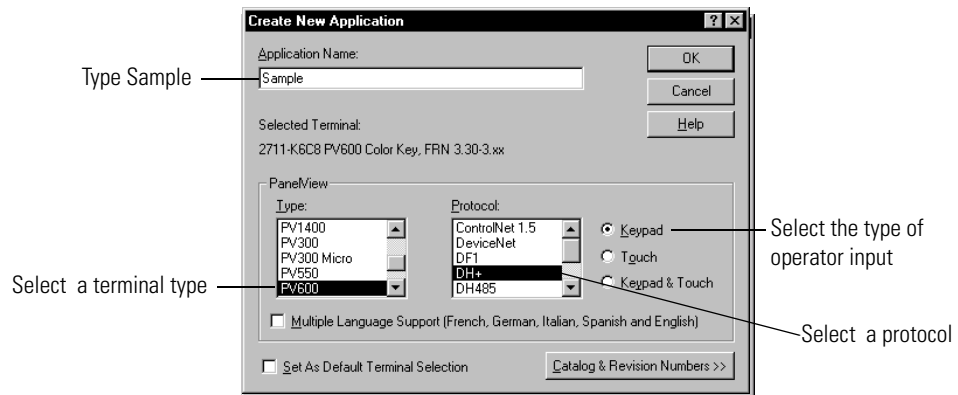 Create New Application
Application Name:
OK
Type Sample
Sample
Cancel
Selected Terminal:
Help
2711-K6C8 PV600 Color Key, FRN 3.30-3.xx
PanelView
Type:
Protocol:
PV1400
PV300
PV300 Micro
PV550
PV600
ControlNet 1.5
DeviceNet
DF1
DH+
DH485
Keypad
Touch
Keypad & Touch
Select the type of
operator input
Select a terminal type
Select a protocol
Multiple Language Support (French, German, Italian, Spanish and English)
Set As Default Terminal Selection
Catalog & Revision Numbers >>